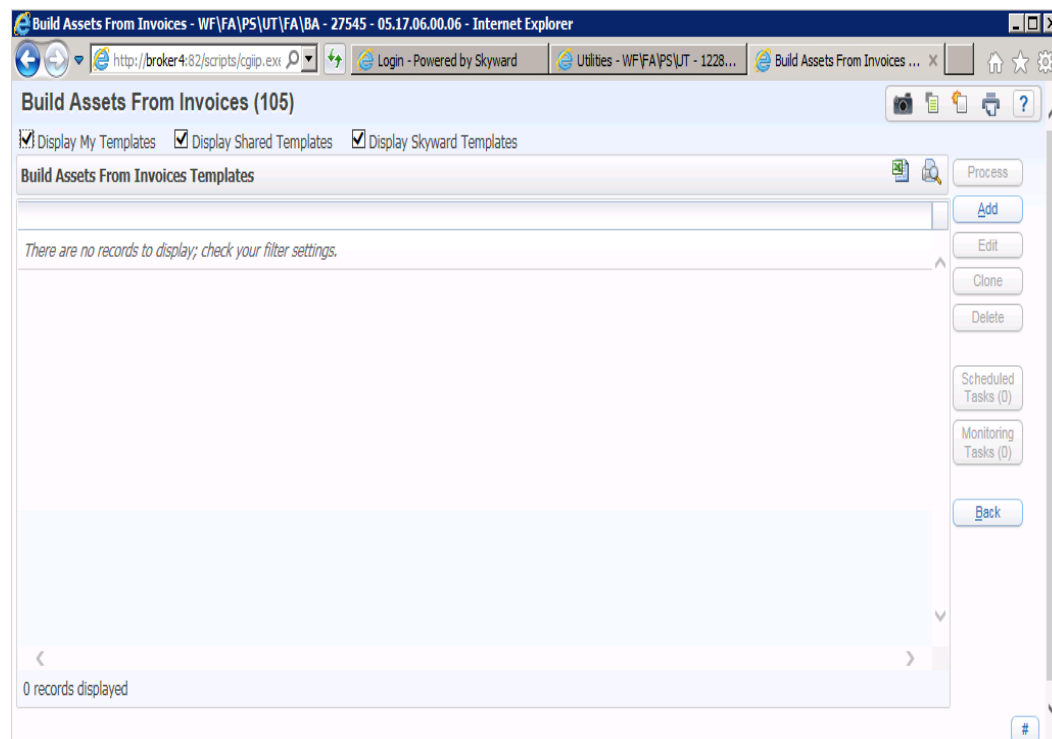 Build Assets From Invoices - WF\FA\PS\UT\FA\BA - 27545 - 05.17.06.00.06 - Internet Explorer
http://broker4:82/scripts/cgiip.exe
Login - Powered by Skyward
Utilities - WF\FA\PS\UT - 1228...
Build Assets From Invoices ...
Build Assets From Invoices (105)
Display My Templates
Display Shared Templates
Display Skyward Templates
Build Assets From Invoices Templates
There are no records to display; check your filter settings.
0 records displayed
Process
Add
Edit
Clone
Delete
Scheduled
Tasks (0)
Monitoring
Tasks (0)
Back
#